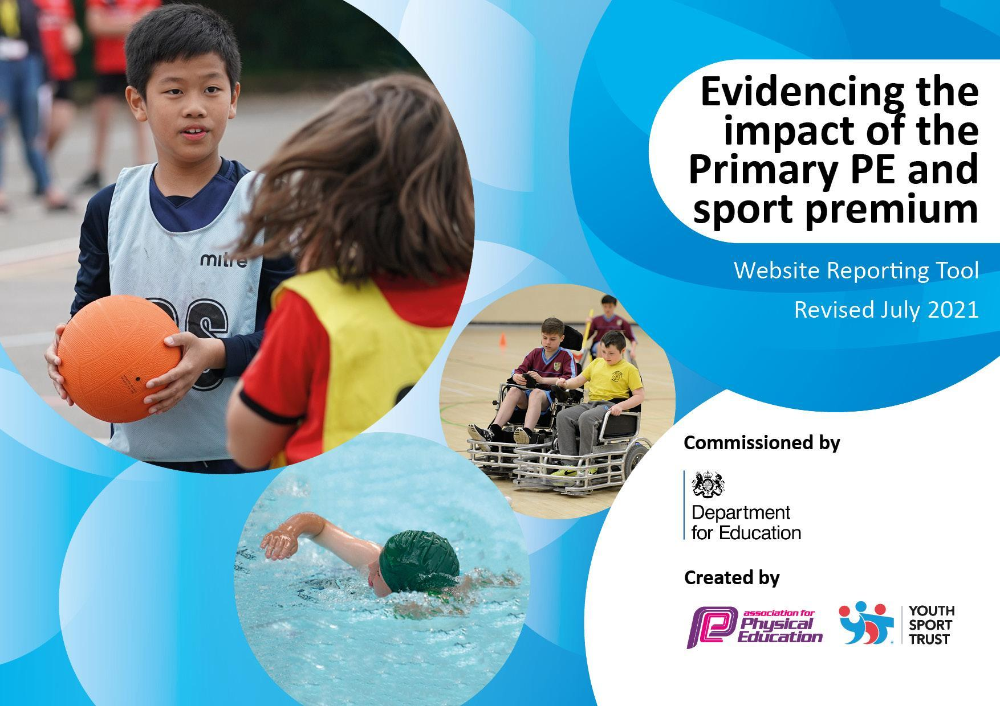 Evidencing the
impact of the
Primary PE and
sport premium
Website Reporting Tool
Revised July 2021
mitre
Commissioned by
Department
for Education
Created by
association for
Physical
Education
YOUTH
SPORT
TRUST